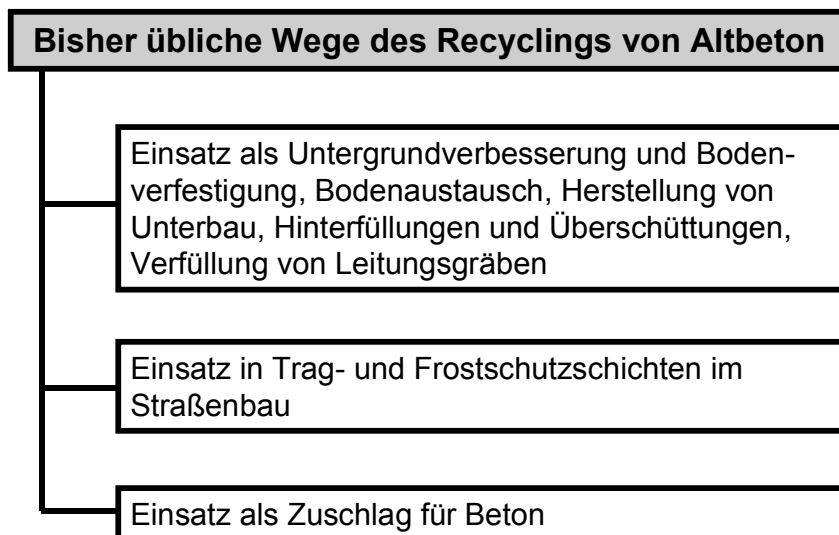 Bisher übliche Wege des Recyclings von Altbeton
Einsatz als Untergrundverbesserung und Boden-
verfestigung, Bodenaustausch, Herstellung von
Unterbau, Hinterfüllungen und Überschüttungen,
Verfüllung von Leitungsgräben
Einsatz in Trag- und Frostschutzschichten im
Straßenbau
Einsatz als Zuschlag für Beton